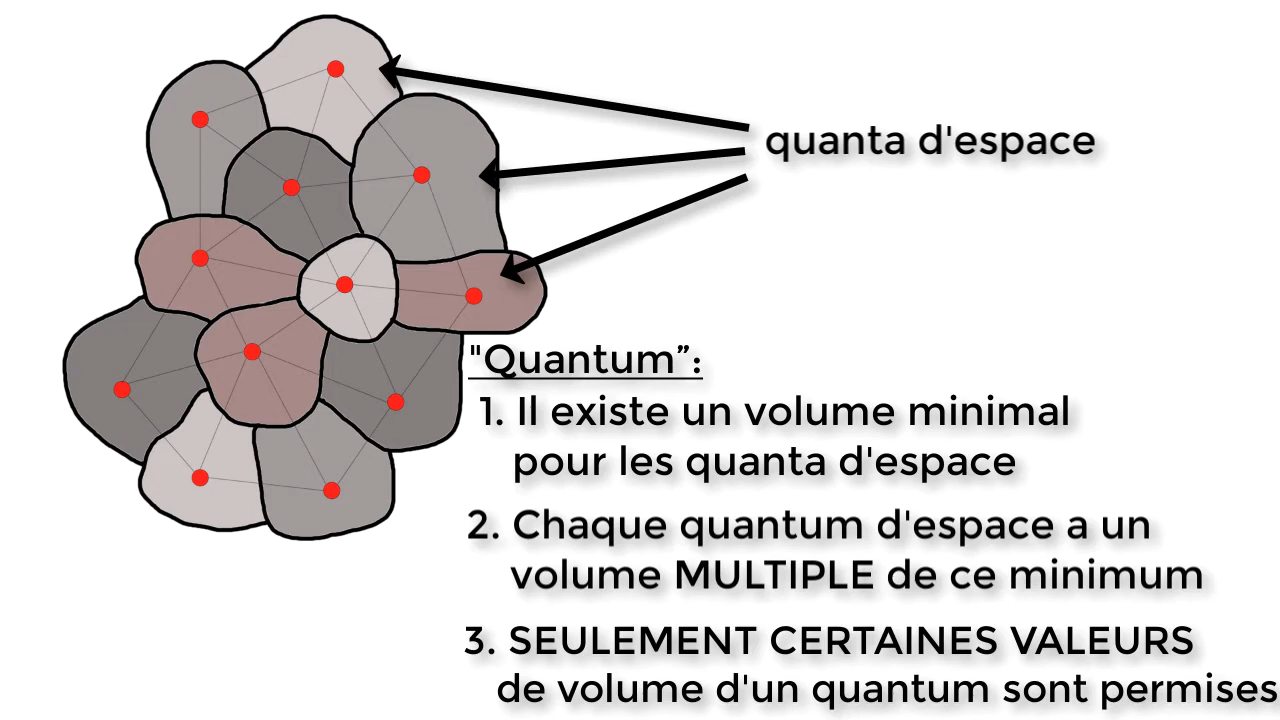 quanta d'espace
"Quantum”:
1. Il existe un volume minimal
pour les quanta d'espace
2. Chaque quantum d'espace a un
volume MULTIPLE de ce minimum
3. SEULEMENT CERTAINES VALEURS
de volume d'un quantum sont permises